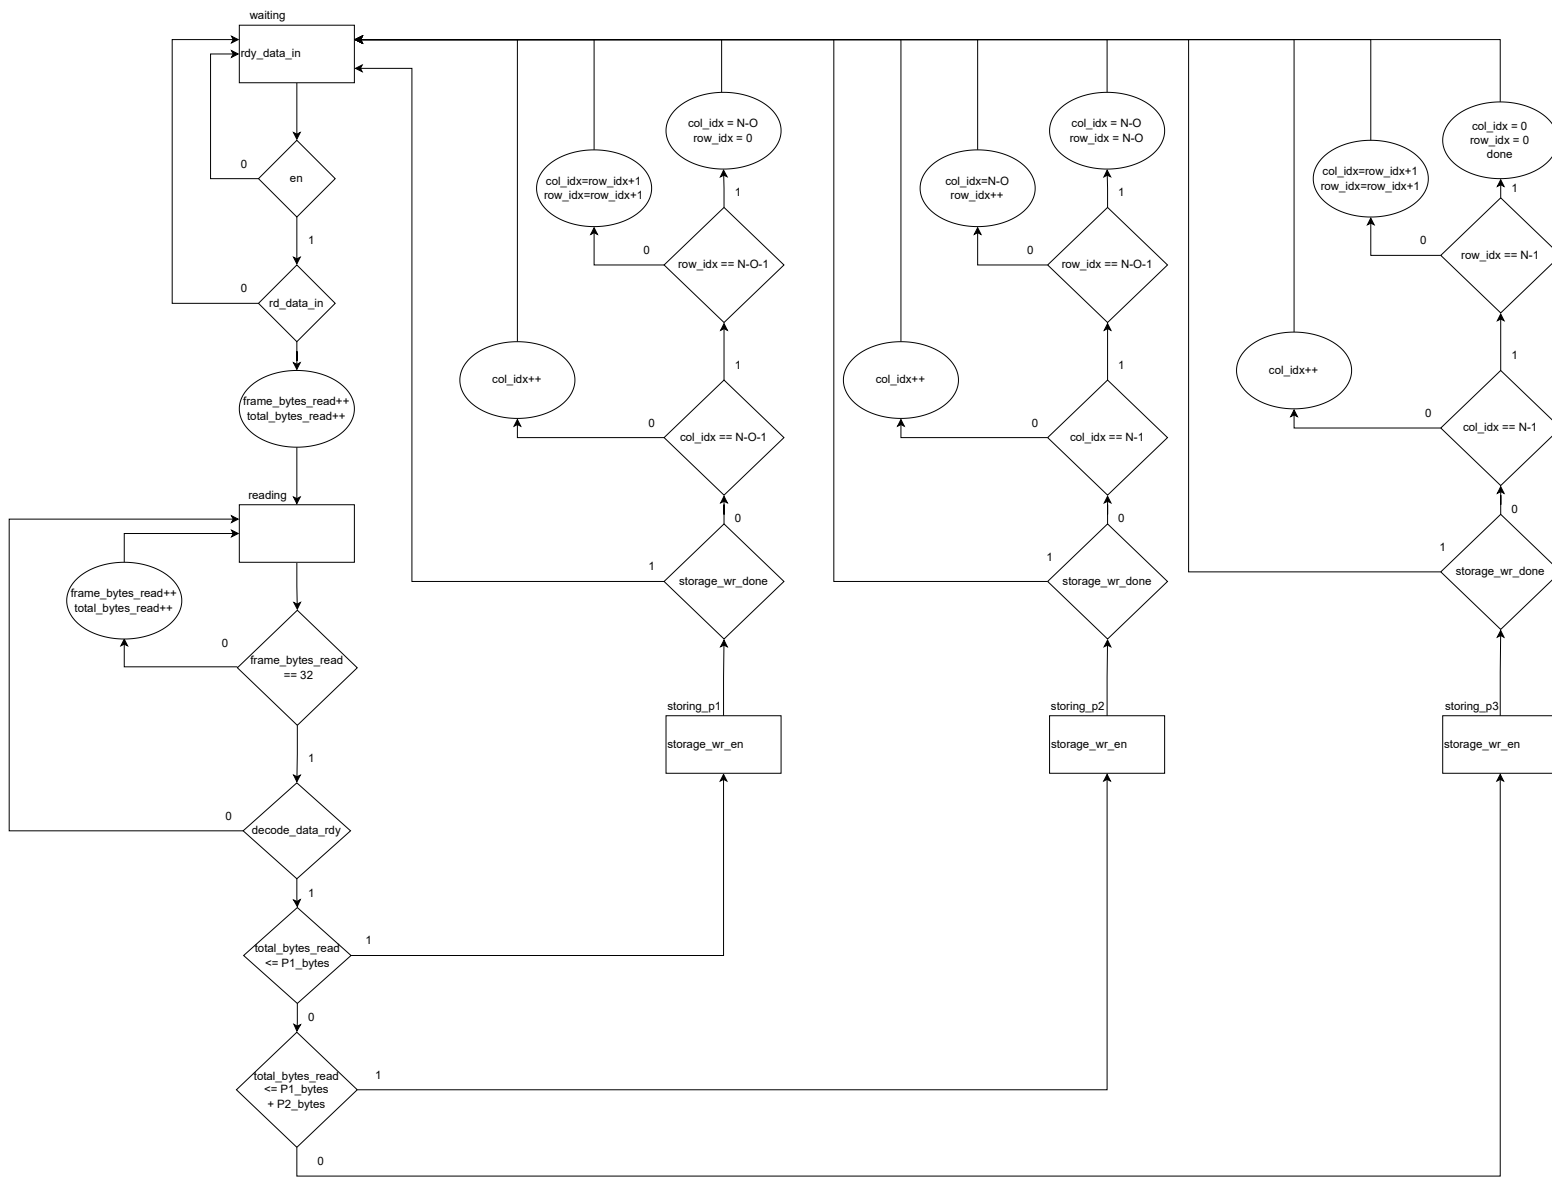 waiting
rdy_data_in
0
en
1
0
rd_data_in
frame_bytes_read++
total_bytes_read++
reading
frame_bytes_read++
total_bytes_read++
0
frame_bytes_read
== 32
1
0
decode_data_rdy
1
total_bytes_read
<= P1_bytes
1
0
total_bytes_read
<= P1_bytes
+ P2_bytes
1
0
col_idx = N-O
row_idx = 0
col_idx=row_idx+1
row_idx=row_idx+1
1
0
row_idx == N-O-1
col_idx++
1
0
col_idx == N-O-1
0
1
storage_wr_done
storing_p1
storage_wr_en
col_idx = N-O
row_idx = N-O
col_idx=N-O
row_idx++
1
0
row_idx == N-O-1
col_idx++
1
0
col_idx == N-1
0
1
storage_wr_done
storing_p2
storage_wr_en
col_idx = 0
row_idx = 0
done
col_idx=row_idx+1
row_idx=row_idx+1
1
0
row_idx == N-1
col_idx++
1
0
col_idx == N-1
0
1
storage_wr_done
storing_p3
storage_wr_en